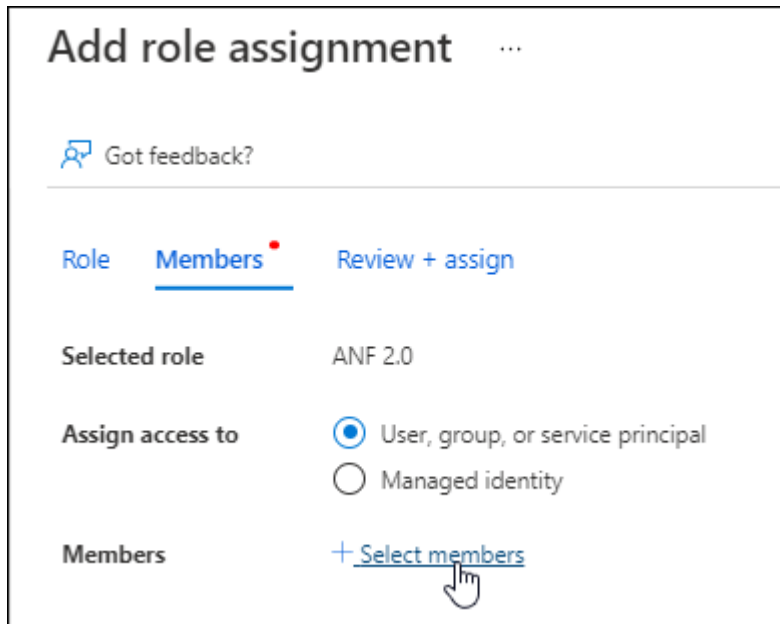 Add role assignment ...
Got feedback?
Role Members Review + assign
Selected role ANF 2.0
Assign access to User, group, or service principal
Managed identity
Members + Select members